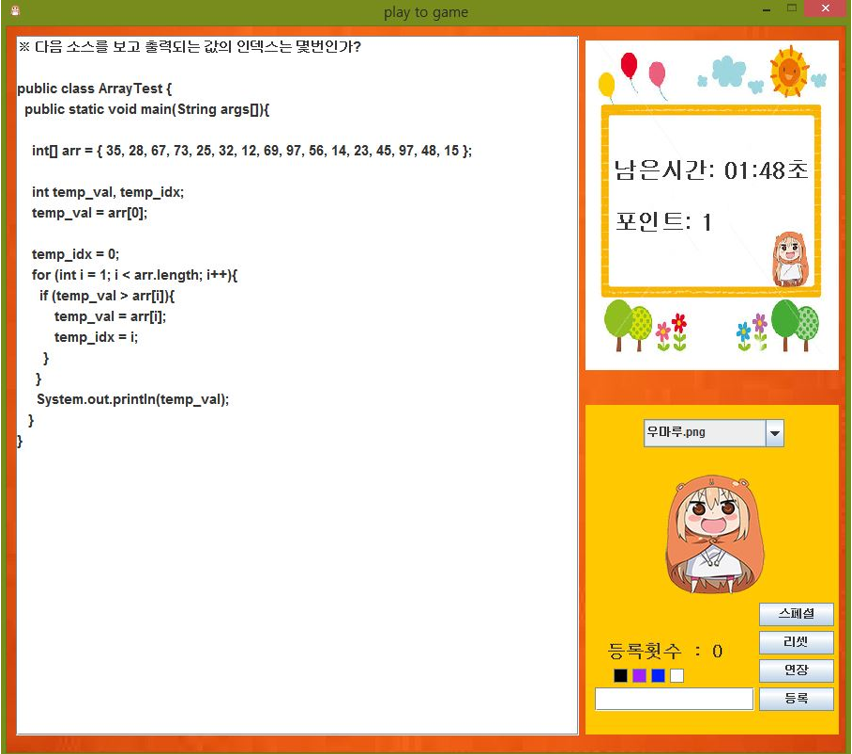 play to game
※ 다음 소스를 보고 출력되는 값의 인덱스는 몇번인가?
public class ArrayTest {
public static void main(String args[]){
int[] arr = { 35, 28, 67, 73, 25, 32, 12, 69, 97, 56, 14, 23, 45, 97, 48, 15 };
int temp_val, temp_idx;
temp_val = arr[0];
temp_idx = 0;
for (int i = 1; i < arr.length; i++){
if (temp_val > arr[i]){
temp_val = arr[i];
temp_idx = i;
}
}
System.out.println(temp_val);
}
}
남은시간: 01:48초
포인트: 1
우마루.png
스페셜
리셋
등록횟수 : 0
연장
등록